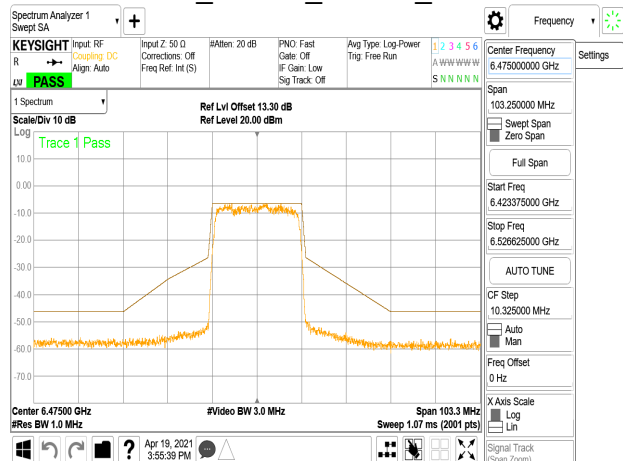 Spectrum Analyzer 1
Swept SA
Frequency
KEYSIGHT
R
LXI
PASS
Input: RF
Coupling: DC
Align: Auto
Input Z: 50 Ω
Corrections: Off
Freq Ref: Int (S)
#Atten: 20 dB
PNO: Fast
Gate: Off
IF Gain: Low
Sig Track: Off
Avg Type: Log-Power
Trig: Free Run
1 2 3 4 5 6
A W W W W W
S N N N N N
1 Spectrum
Scale/Div 10 dB
Ref Lvl Offset 13.30 dB
Ref Level 20.00 dBm
Log
Trace 1 Pass
10.0
0.00
-10.0
-20.0
-30.0
-40.0
-50.0
-60.0
-70.0
Center 6.47500 GHz
#Res BW 1.0 MHz
#Video BW 3.0 MHz
Span 103.3 MHz
Sweep 1.07 ms (2001 pts)
Apr 19, 2021
3:55:39 PM
Center Frequency
6.475000000 GHz
Settings
Span
103.250000 MHz
Swept Span
Zero Span
Full Span
Start Freq
6.423375000 GHz
Stop Freq
6.526625000 GHz
AUTO TUNE
CF Step
10.325000 MHz
Auto
Man
Freq Offset
0 Hz
X Axis Scale
Log
Lin
Signal Track
(Span Zoom)